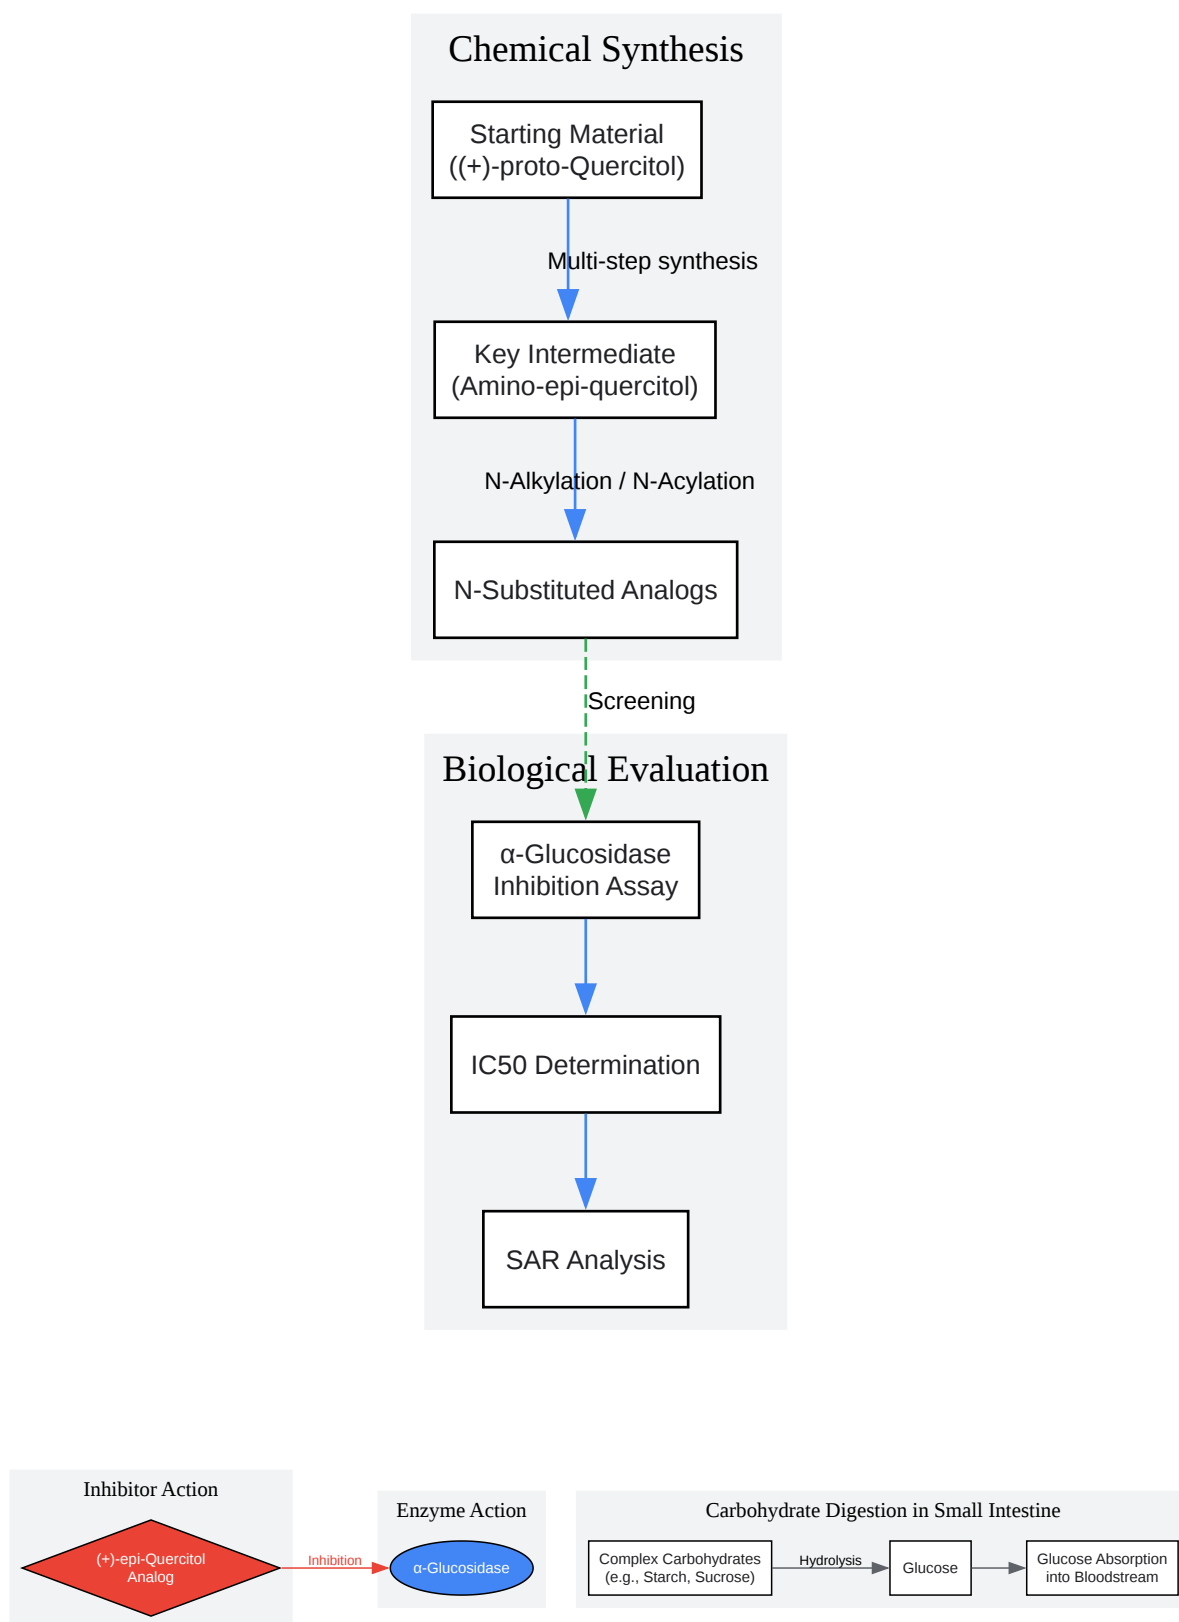 Chemical Synthesis
Starting Material
((+)-proto-Quercitol)
Multi-step synthesis
Key Intermediate
(Amino-epi-quercitol)
N-Alkylation / N-Acylation
N-Substituted Analogs
Screening
Biological Evaluation
α-Glucosidase
Inhibition Assay
IC50 Determination
SAR Analysis
Inhibitor Action
(+)-epi-Quercitol
Analog
Inhibition
Enzyme Action
α-Glucosidase
Carbohydrate Digestion in Small Intestine
Complex Carbohydrates
(e.g., Starch, Sucrose)
Hydrolysis
Glucose
Glucose Absorption
into Bloodstream